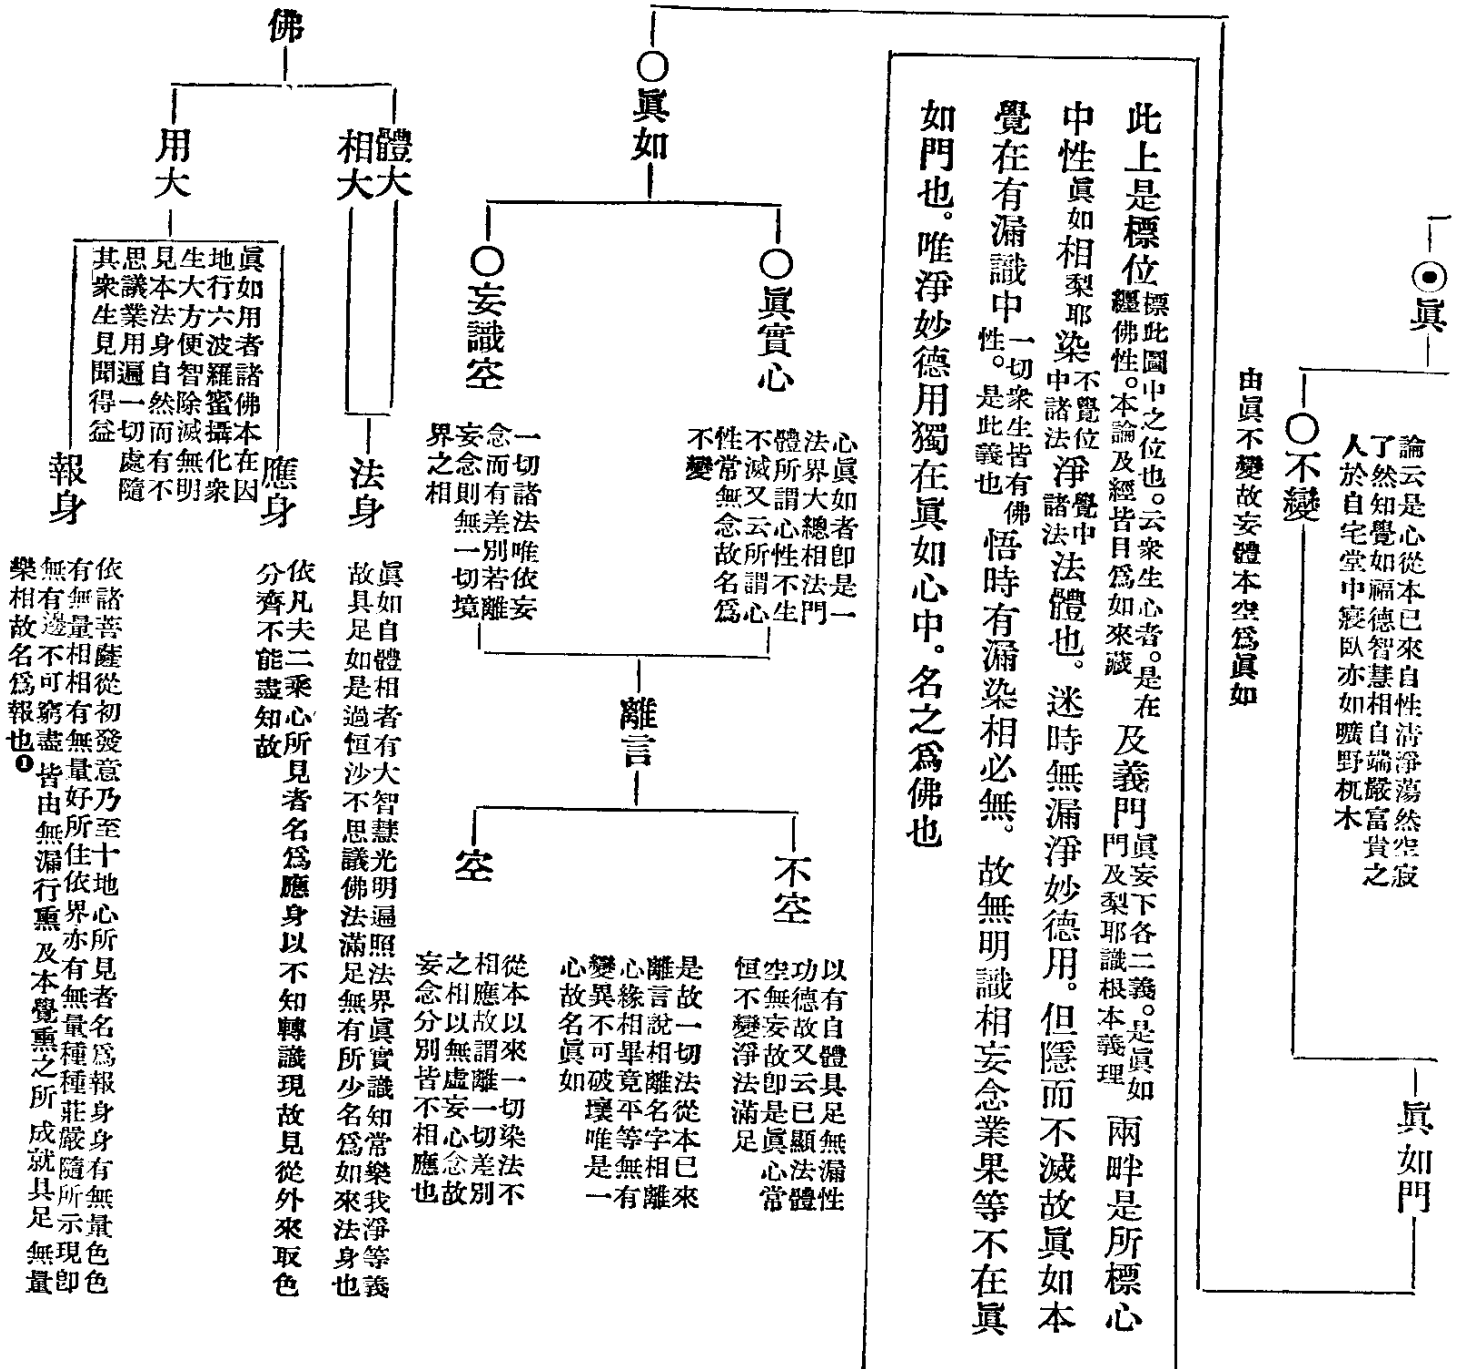 眞
不變
論云是心從本已來自性淸淨蕩然空寂
了然知覺如福德智慧相自端嚴富貴之
人於自宅堂中寢臥亦如曠野杌木
由眞不變故妄體本空爲眞如
眞如門
此上是標位標此圖中之位也。云衆生心者。是在經佛性。本論及經皆目爲如來藏及義門眞妄下各二義。是眞如門及梨耶識根本義理兩畔是所標心
中性眞如相梨耶染不覺位中諸法淨覺中諸法法體也。迷時無漏淨妙德用。但隱而不滅故眞如本
覺在有漏識中一切衆生皆有佛性。是此義也悟時有漏染相必無。故無明識相妄念業果等不在眞
如門也。唯淨妙德用獨在眞如心中。名之爲佛也
眞如
眞實心
心眞如者卽是一
法界大總相法門
體所謂心性不生
不滅又云所謂心
性常無念故名爲
不變
妄識空
一切諸法唯依妄
念而有差別若離
妄念則無一切境
界之相
離言
不空
以有自體具足無漏性
功德故又云已顯法體
空無妄故卽是眞心常
恒不變淨法滿足
是故一切法從本已來
離言說相離名字相離
心緣相畢竟平等無有
變異不可破壞唯是一
心故名眞如
空
從本以來一切染法不
相應故謂離一切差別
之相以無虛妄心念故
妄念分別皆不相應也
佛
體大
相大
法身
眞如自體相者有大智慧光明遍照法界眞實識知常樂我淨等義
故具足如是過恒沙不思議佛法滿足無有所少名爲如來法身也
用大
眞如用者諸佛本在因
地行六波羅蜜攝化衆
生大方便智除滅無明
見本法身自然而有不
思議業用遍一切處隨
其衆生見聞得益
應身
依凡夫二乘心所見者名爲應身以不知轉識現故見從外來取色
分齊不能盡知故
報身
依諸菩薩從初發意乃至十地心所見者名爲報身身有無量色色
有無量相相有無量好所住依界亦有無量種種莊嚴隨所示現卽
無有邊不可窮盡皆由無漏行熏及本覺熏之所成就具足無量
樂相故名爲報也❶